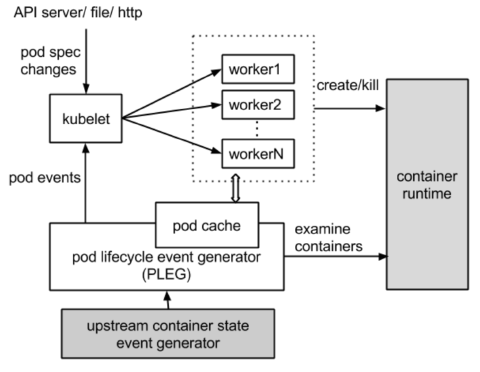 API server/ file/ http
pod spec
changes
kubelet
worker1
worker2
workerN
create/kill
container
runtime
pod events
pod cache
pod lifecycle event generator
(PLEG)
examine
containers
upstream container state
event generator